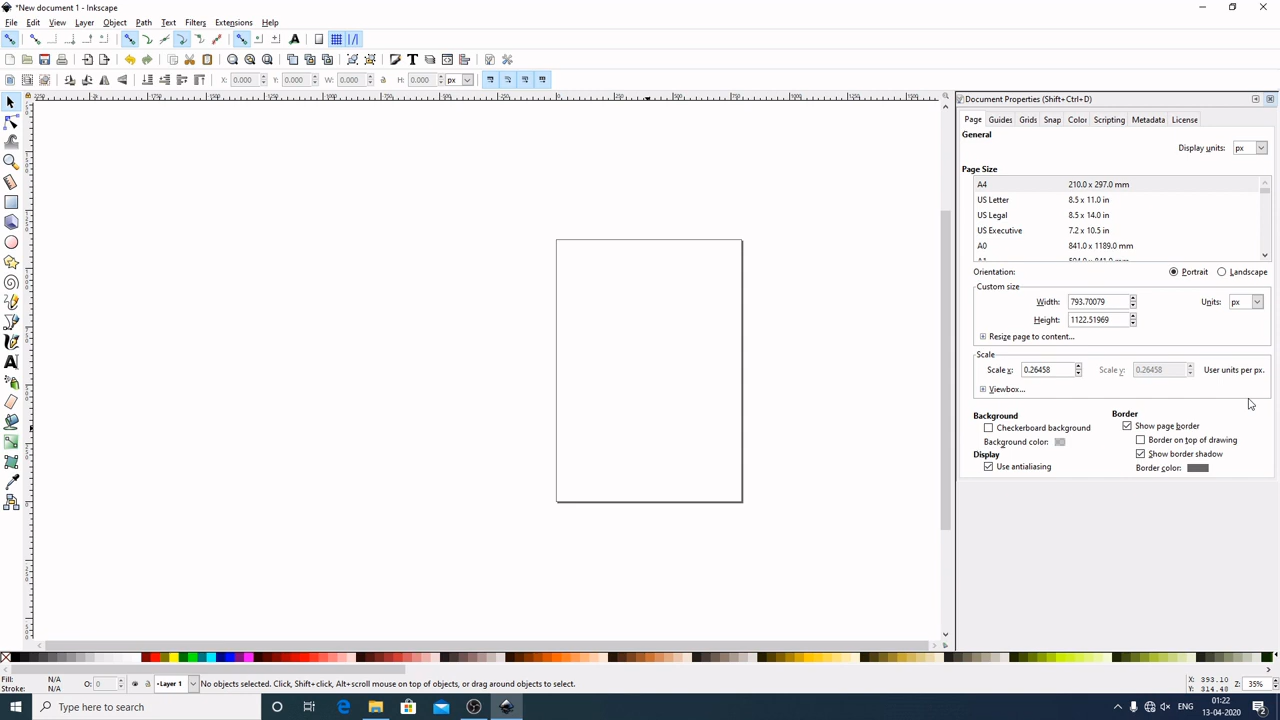 *New document 1 - Inkscape
File Edit View Layer Object Path Text Filters Extensions Help
X: 0.000 Y: 0.000 W: 0.000 H: 0.000 px
Document Properties (Shift+Ctrl+D)
Page Guides Grids Snap Color Scripting Metadata License
General
Display units: px
Page Size
A4 210.0 x 297.0 mm
US Letter 8.5 x 11.0 in
US Legal 8.5 x 14.0 in
US Executive 7.2 x 10.5 in
A0 841.0 x 1189.0 mm
Orientation: Portrait Landscape
Custom size
Width: 793.70079 Units: px
Height: 1122.51969
Resize page to content...
Scale
Scale x: 0.26458 Scale y: 0.26458 User units per px.
Viewbox...
Background
Checkerboard background
Background color:
Display
Use antialiasing
Border
Show page border
Border on top of drawing
Show border shadow
Border color:
Fill: N/A
Stroke: N/A
O: 0
Layer 1
No objects selected. Click, Shift+click, Alt+scroll mouse on top of objects, or drag around objects to select.
X: 393.10
Y: 314.48
Z: 35%
Type here to search
ENG
01:22
13-04-2020
2